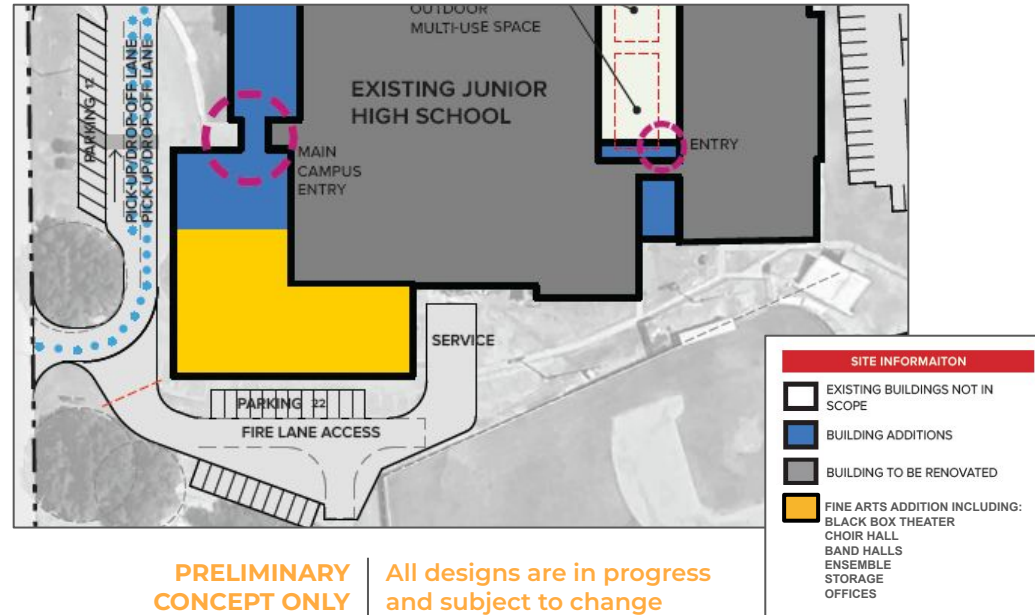 OUTDOOR
MULTI-USE SPACE
EXISTING JUNIOR
HIGH SCHOOL
PARKING 12
PICK-UP/DROP-OFF LANE
PICK-UP/DROP-OFF LANE
MAIN
CAMPUS
ENTRY
ENTRY
SERVICE
PARKING 22
FIRE LANE ACCESS
SITE INFORMAITON
EXISTING BUILDINGS NOT IN
SCOPE
BUILDING ADDITIONS
BUILDING TO BE RENOVATED
FINE ARTS ADDITION INCLUDING:
BLACK BOX THEATER
CHOIR HALL
BAND HALLS
ENSEMBLE
STORAGE
OFFICES
PRELIMINARY
CONCEPT ONLY
All designs are in progress
and subject to change